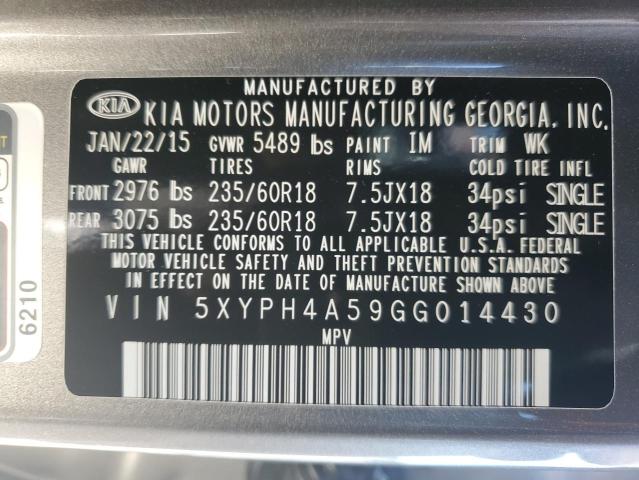 MANUFACTURED BY
KIA KIA MOTORS MANUFACTURING GEORGIA, INC.
JAN/22/15 GVWR 5489 lbs PAINT IM TRIM WK
GAWR TIRES RIMS COLD TIRE INFL
FRONT 2976 lbs 235/60R18 7.5JX18 34psi SINGLE
REAR 3075 lbs 235/60R18 7.5JX18 34psi SINGLE
THIS VEHICLE CONFORMS TO ALL APPLICABLE U.S.A. FEDERAL
MOTOR VEHICLE SAFETY AND THEFT PREVENTION STANDARDS
IN EFFECT ON THE DATE OF MANUFACTURE SHOWN ABOVE
VIN 5XYPH4A59GG014430
MPV
6210